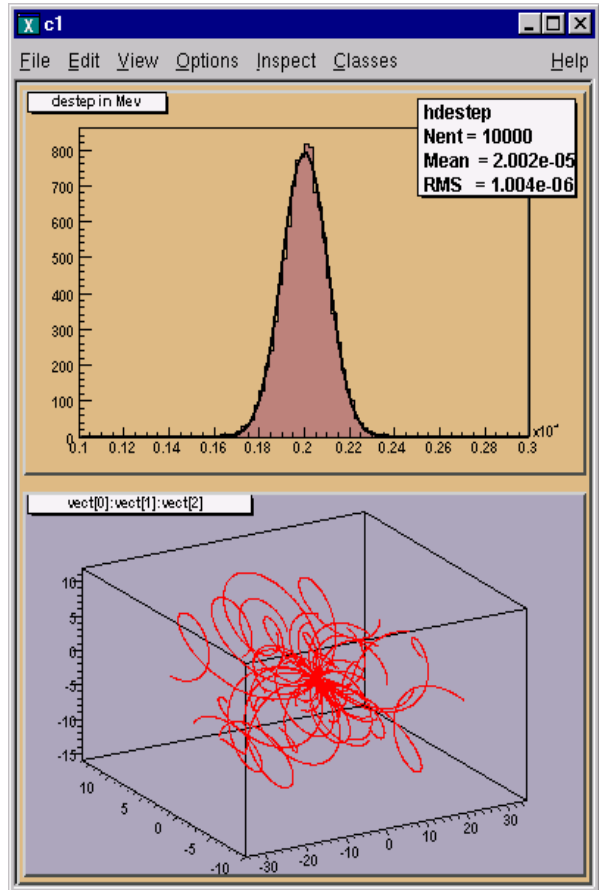 c1
File Edit View Options Inspect Classes Help
destep in Mev
hdestep
Nent = 10000
Mean = 2.002e-05
RMS = 1.004e-06
800
700
600
500
400
300
200
100
0
0.1 0.12 0.14 0.16 0.18 0.2 0.22 0.24 0.26 0.28 0.3
x10⁻⁴
vect[0]:vect[1]:vect[2]
10
5
0
-5
-10
-15
10
5
0
-5
-10
-30 -20 -10 0 10 20 30